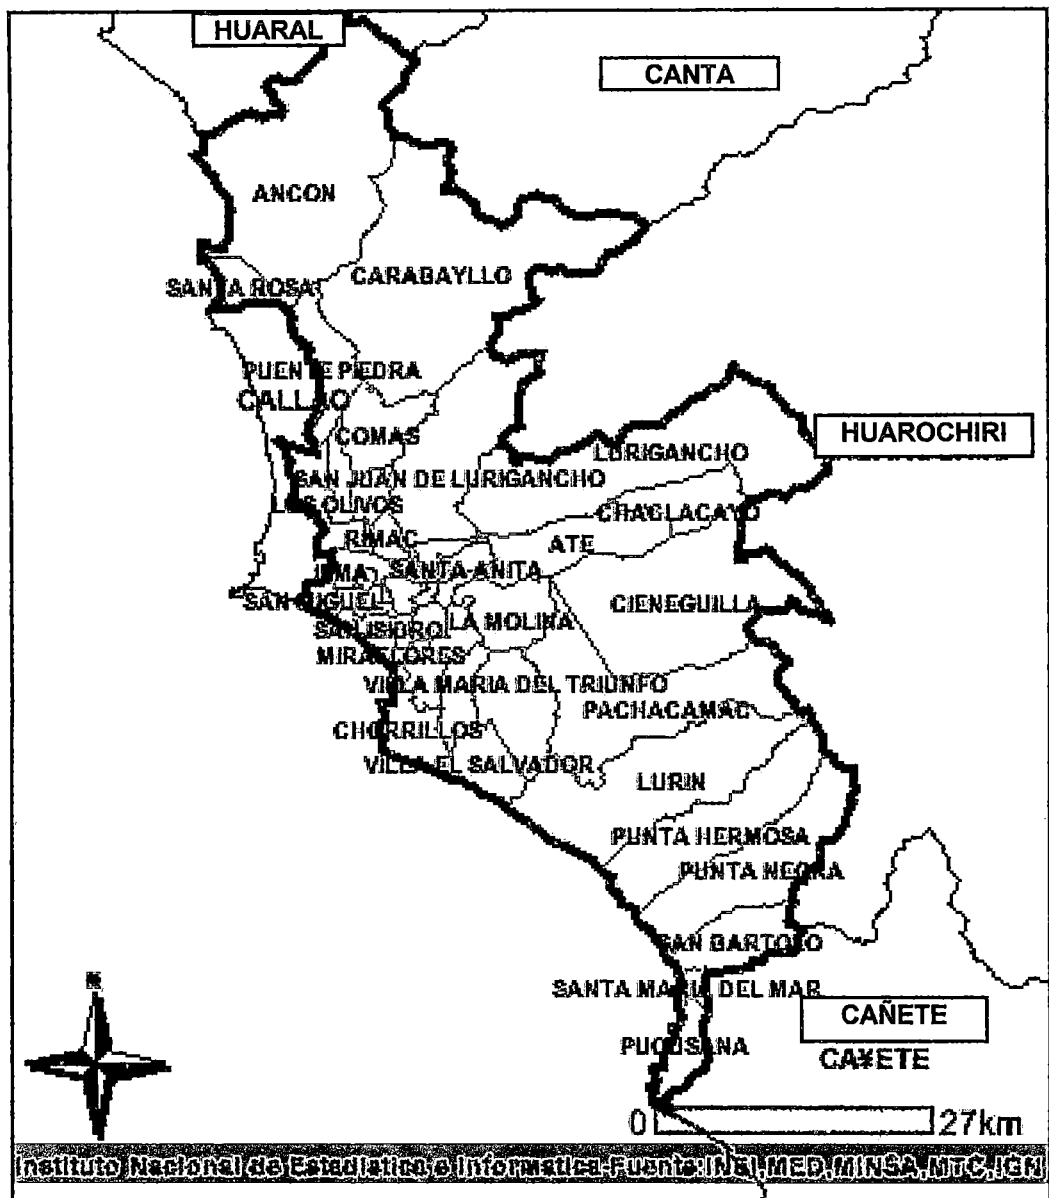 HUARAL
CANTA
ANCON
CARABAYLLO
SANTA ROSA
PUENTE PIEDRA
CALLAO
HUAROCHIRI
COMAS
LURIGANCHO
SAN JUAN DE LURIGANCHO
LOS OLIVOS
CHACLACAYO
RIMAC
ATE
LIMA
SANTA ANITA
SAN MIGUEL
CIENEGUILLA
LA MOLINA
SAN ISIDRO
MIRAFLORES
VILLA MARIA DEL TRIUNFO
PACHACAMAC
CHORRILLOS
VILLA EL SALVADOR
LURIN
PUNTA HERMOSA
PUNTA NEGRA
SAN BARTOLO
N
SANTA MARIA DEL MAR
CAÑETE
PUCUSANA
CA¥ETE
0 27km
Instituto Nacional de Estadistica e Informatica-Fuente:INEI,MED,MINSA,MTC,IGN